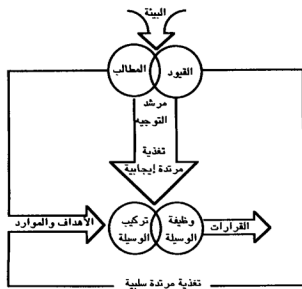 البيئة
القيود
المطالب
مرشد
التوجيه
تغذية
مرتدة إيجابية
وظيفة
الوسيلة
تركيب
الوسيلة
القرارات
الأهداف والموارد
تغذية مرتدة سلبية